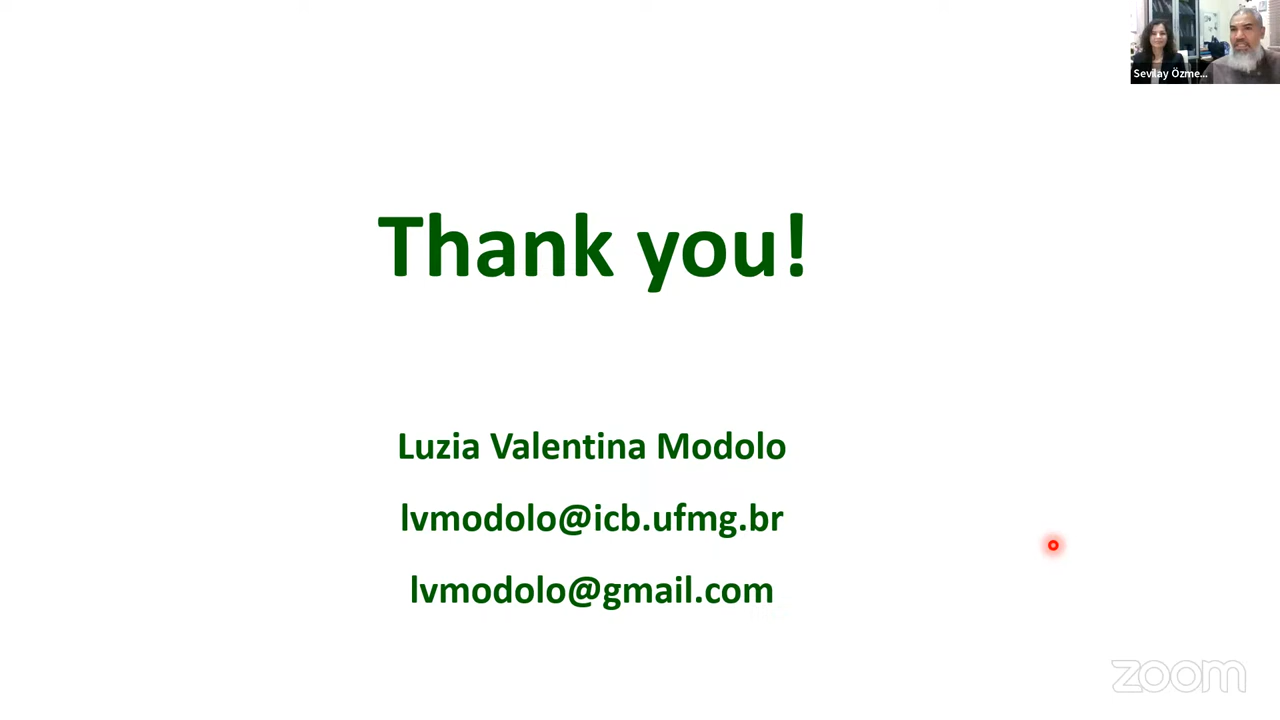 Sevilay Özme...
Thank you!
Luzia Valentina Modolo
lvmodolo@icb.ufmg.br
lvmodolo@gmail.com
zoom